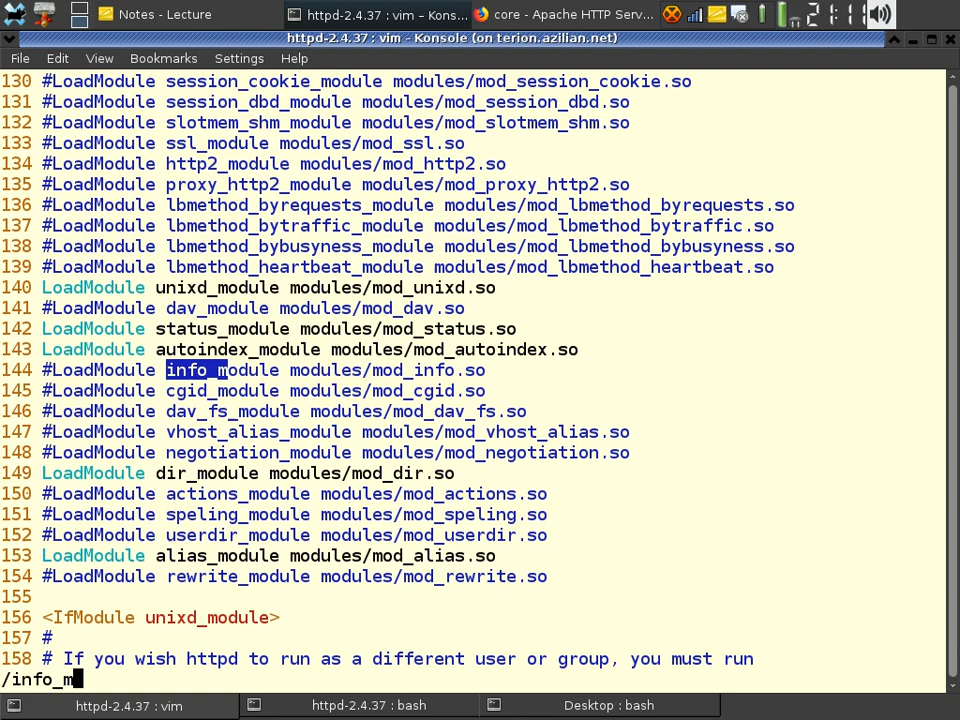 Notes - Lecture
httpd-2.4.37 : vim – Kons...
core - Apache HTTP Serv...
21:11
httpd-2.4.37 : vim - Konsole (on terion.azilian.net)
File Edit View Bookmarks Settings Help
130 #LoadModule session_cookie_module modules/mod_session_cookie.so
131 #LoadModule session_dbd_module modules/mod_session_dbd.so
132 #LoadModule slotmem_shm_module modules/mod_slotmem_shm.so
133 #LoadModule ssl_module modules/mod_ssl.so
134 #LoadModule http2_module modules/mod_http2.so
135 #LoadModule proxy_http2_module modules/mod_proxy_http2.so
136 #LoadModule lbmethod_byrequests_module modules/mod_lbmethod_byrequests.so
137 #LoadModule lbmethod_bytraffic_module modules/mod_lbmethod_bytraffic.so
138 #LoadModule lbmethod_bybusyness_module modules/mod_lbmethod_bybusyness.so
139 #LoadModule lbmethod_heartbeat_module modules/mod_lbmethod_heartbeat.so
140 LoadModule unixd_module modules/mod_unixd.so
141 #LoadModule dav_module modules/mod_dav.so
142 LoadModule status_module modules/mod_status.so
143 LoadModule autoindex_module modules/mod_autoindex.so
144 #LoadModule info_module modules/mod_info.so
145 #LoadModule cgid_module modules/mod_cgid.so
146 #LoadModule dav_fs_module modules/mod_dav_fs.so
147 #LoadModule vhost_alias_module modules/mod_vhost_alias.so
148 #LoadModule negotiation_module modules/mod_negotiation.so
149 LoadModule dir_module modules/mod_dir.so
150 #LoadModule actions_module modules/mod_actions.so
151 #LoadModule speling_module modules/mod_speling.so
152 #LoadModule userdir_module modules/mod_userdir.so
153 LoadModule alias_module modules/mod_alias.so
154 #LoadModule rewrite_module modules/mod_rewrite.so
155
156 <IfModule unixd_module>
157 #
158 # If you wish httpd to run as a different user or group, you must run
/info_m
httpd-2.4.37 : vim
httpd-2.4.37 : bash
Desktop : bash